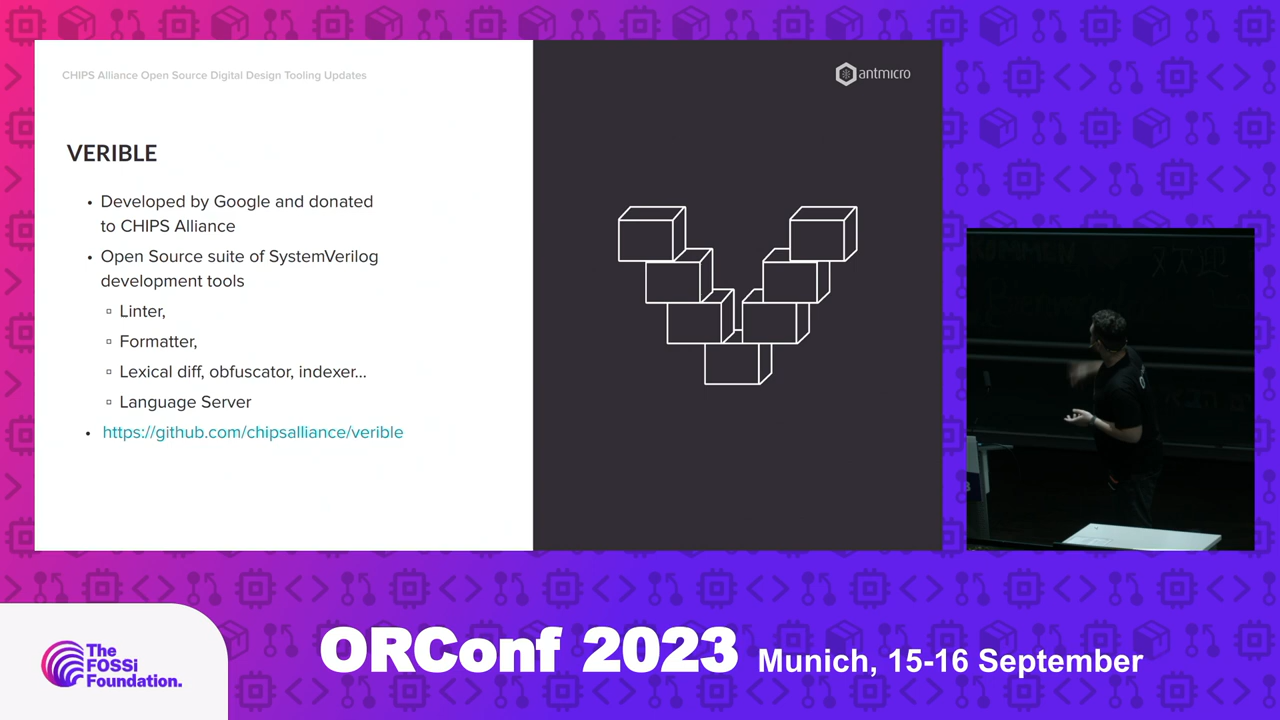 CHIPS Alliance Open Source Digital Design Tooling Updates
antmicro
VERIBLE
• Developed by Google and donated
to CHIPS Alliance
• Open Source suite of SystemVerilog
development tools
▫ Linter,
▫ Formatter,
▫ Lexical diff, obfuscator, indexer...
▫ Language Server
• https://github.com/chipsalliance/verible
欢迎
The
FOSSi
Foundation.
ORConf 2023
Munich, 15-16 September